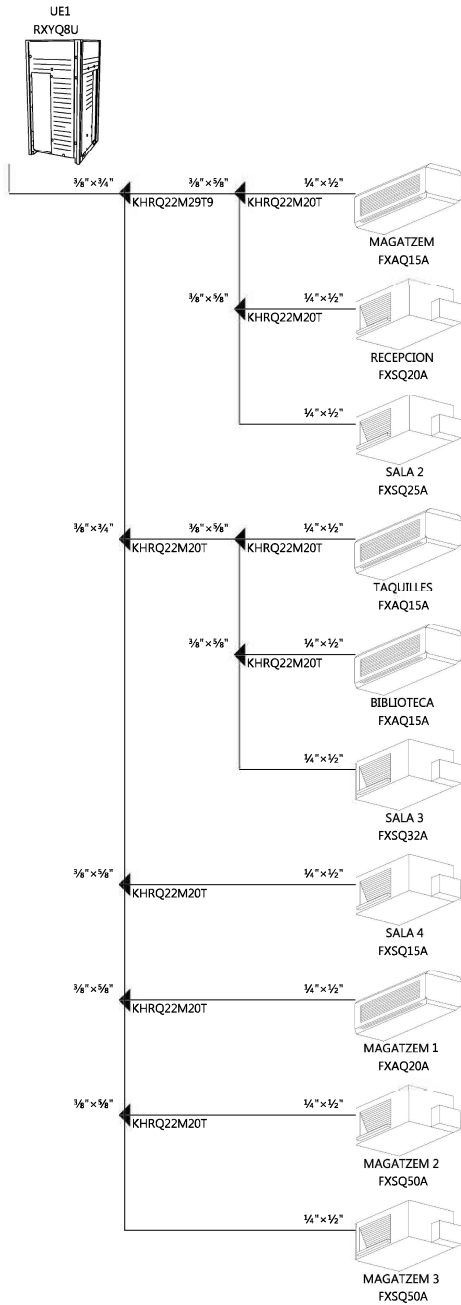 UE1
RXYQ8U
⅜"×¾"
KHRQ22M29T9
⅜"×⅝"
KHRQ22M20T
¼"×½"
MAGATZEM
FXAQ15A
⅜"×⅝"
KHRQ22M20T
¼"×½"
RECEPCION
FXSQ20A
¼"×½"
SALA 2
FXSQ25A
⅜"×¾"
KHRQ22M20T
⅜"×⅝"
KHRQ22M20T
¼"×½"
TAQUILLES
FXAQ15A
⅜"×⅝"
KHRQ22M20T
¼"×½"
BIBLIOTECA
FXAQ15A
¼"×½"
SALA 3
FXSQ32A
⅜"×⅝"
KHRQ22M20T
¼"×½"
SALA 4
FXSQ15A
⅜"×⅝"
KHRQ22M20T
¼"×½"
MAGATZEM 1
FXAQ20A
⅜"×⅝"
KHRQ22M20T
¼"×½"
MAGATZEM 2
FXSQ50A
¼"×½"
MAGATZEM 3
FXSQ50A